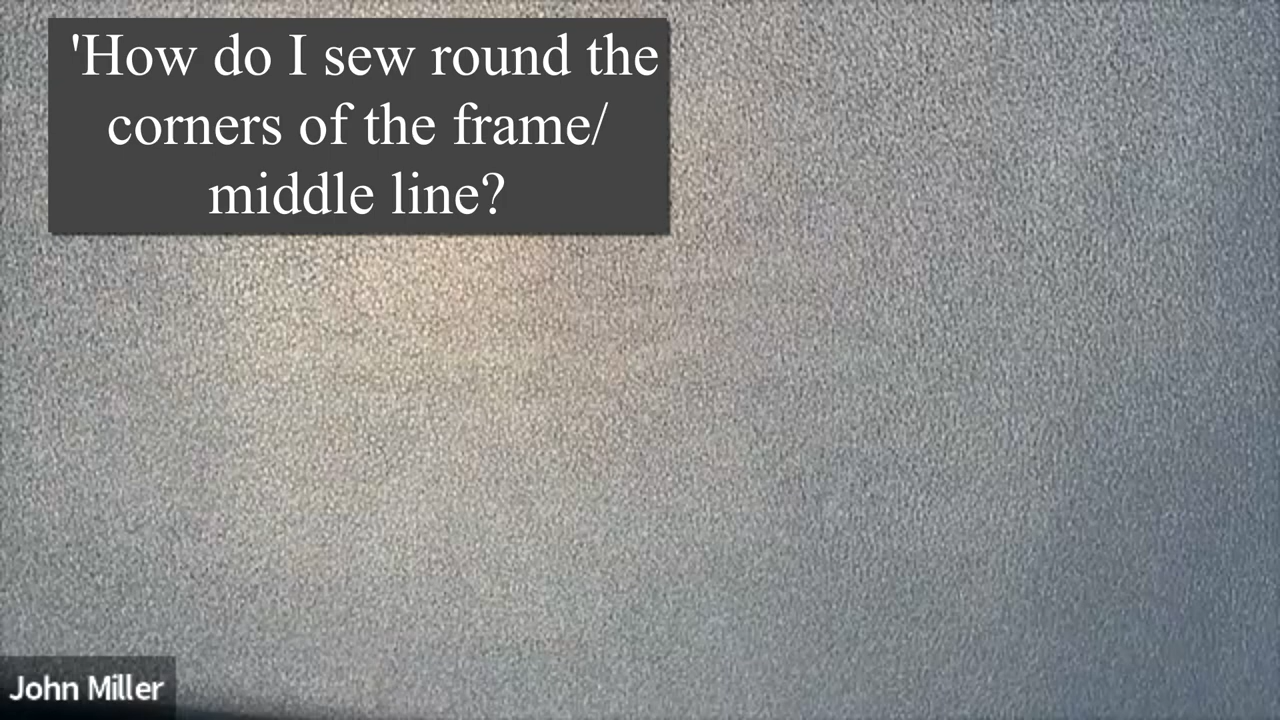 'How do I sew round the
corners of the frame/
middle line?
John Miller